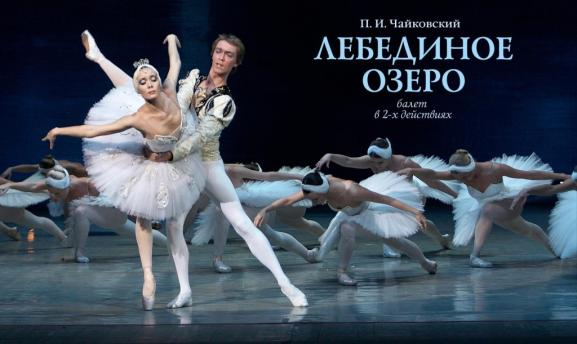 П. И. Чайковский
ЛЕБЕДИНОЕ
ОЗЕРО
балет
в 2-х действиях